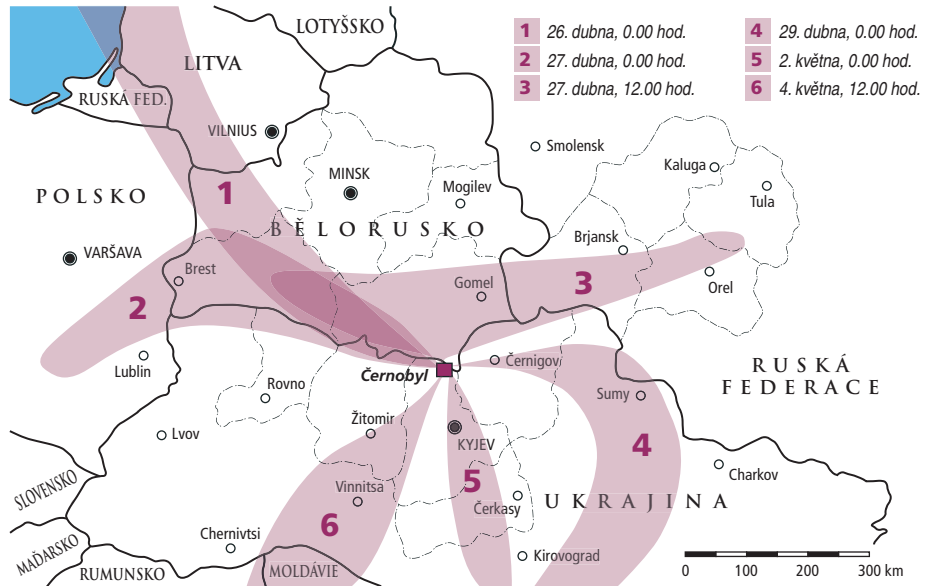 LOTYŠSKO
LITVA
RUSKÁ FED.
VILNIUS
1 26. dubna, 0.00 hod.
2 27. dubna, 0.00 hod.
3 27. dubna, 12.00 hod.
4 29. dubna, 0.00 hod.
5 2. května, 0.00 hod.
6 4. května, 12.00 hod.
Smolensk
Kaluga
Tula
MINSK
Mogilev
POLSKO
1
BĚLORUSKO
Brjansk
VARŠAVA
Brest
Gomel
3
Orel
2
Lublin
Černobyl
Černigov
RUSKÁ
FEDERACE
Rovno
Sumy
Žitomir
Lvov
KYJEV
4
Charkov
SLOVENSKO
Vinnitsa
5
Čerkasy
UKRAJINA
6
Chernivtsi
Kirovograd
MAĎARSKO
RUMUNSKO
MOLDÁVIE
0 100 200 300 km